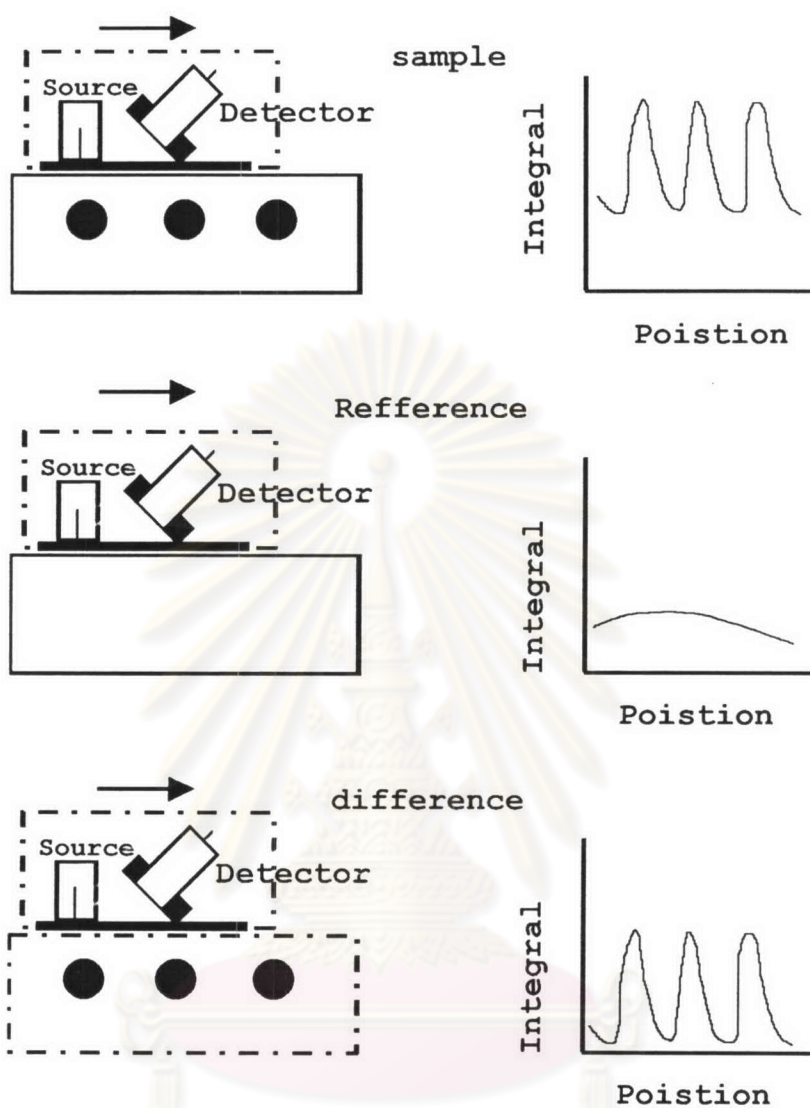 sample
Source
Detector
Integral
Poistion
Refference
Source
Detector
Integral
Poistion
difference
Source
Detector
Integral
Poistion